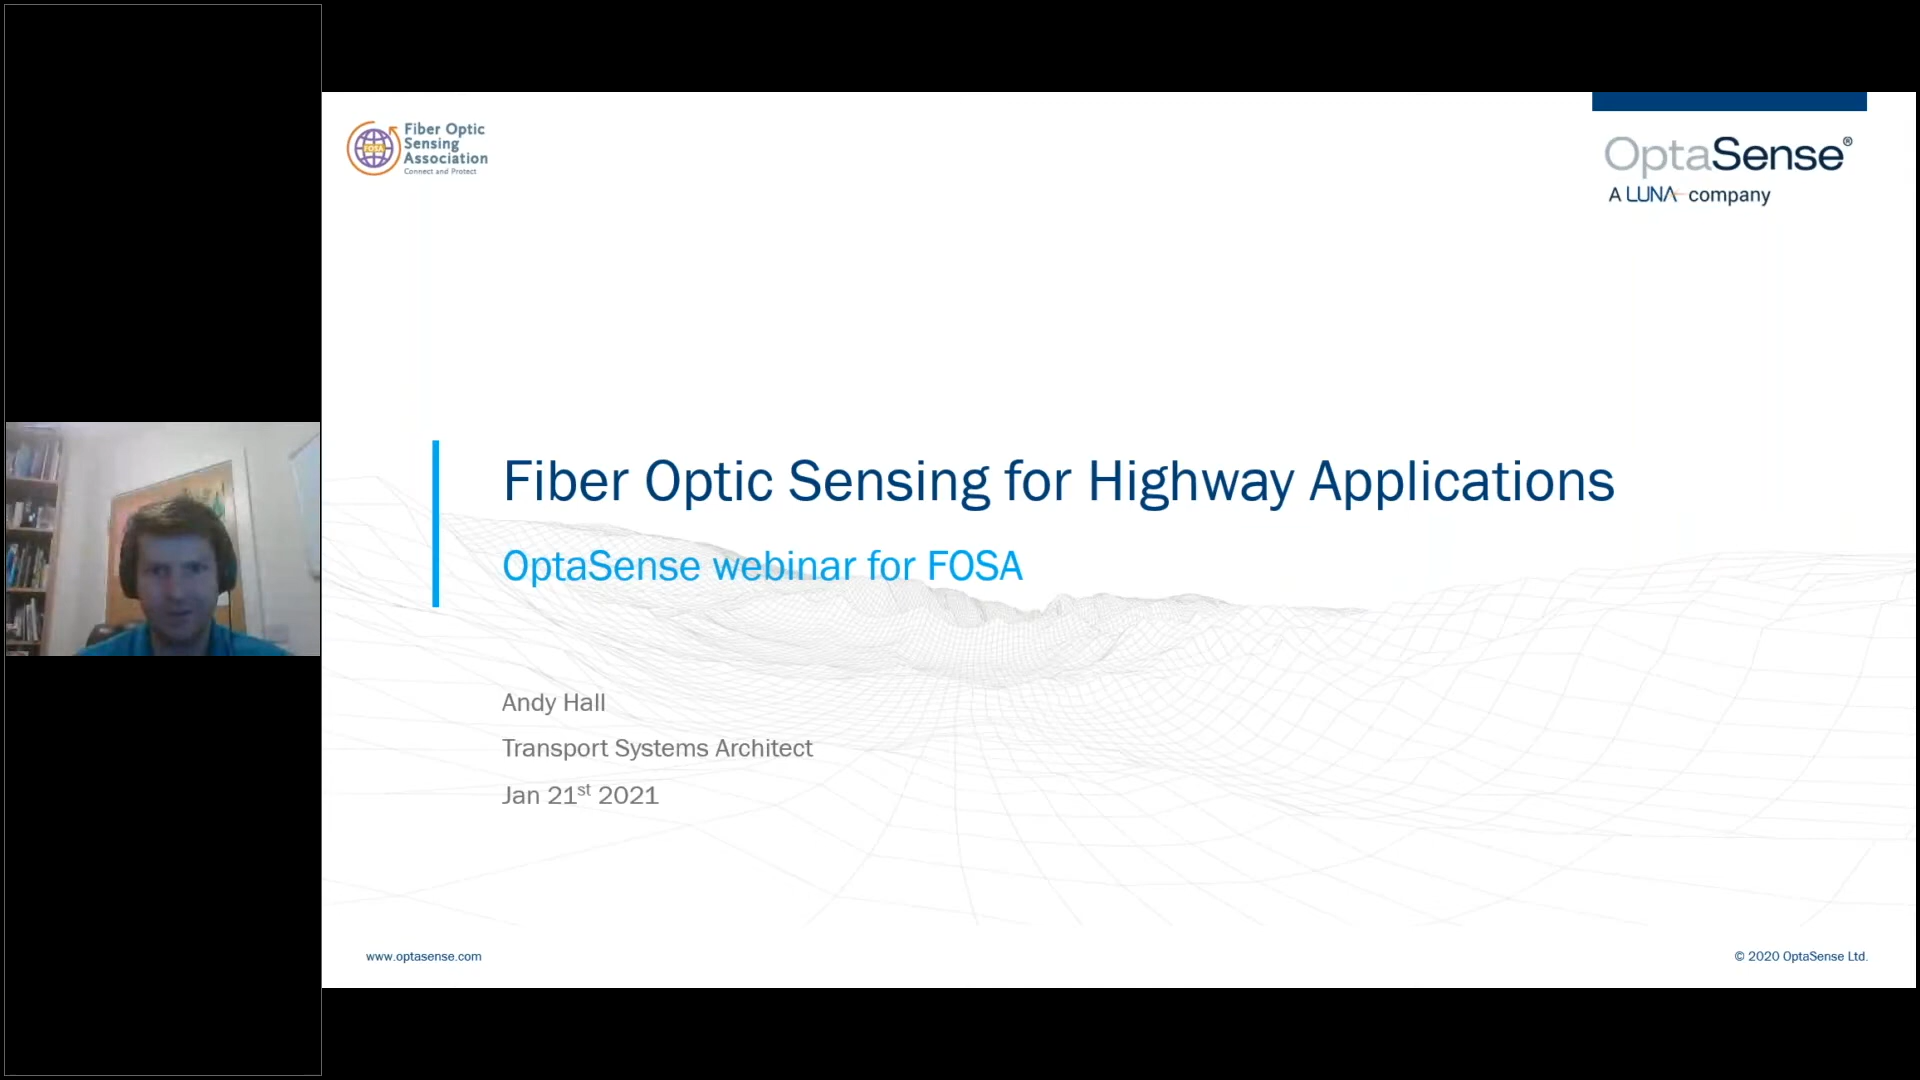 Fiber Optic
Sensing
Association
Connect and Protect
FOSA
OptaSense®
A LUNA company
Fiber Optic Sensing for Highway Applications
OptaSense webinar for FOSA
Andy Hall
Transport Systems Architect
Jan 21st 2021
www.optasense.com
© 2020 OptaSense Ltd.